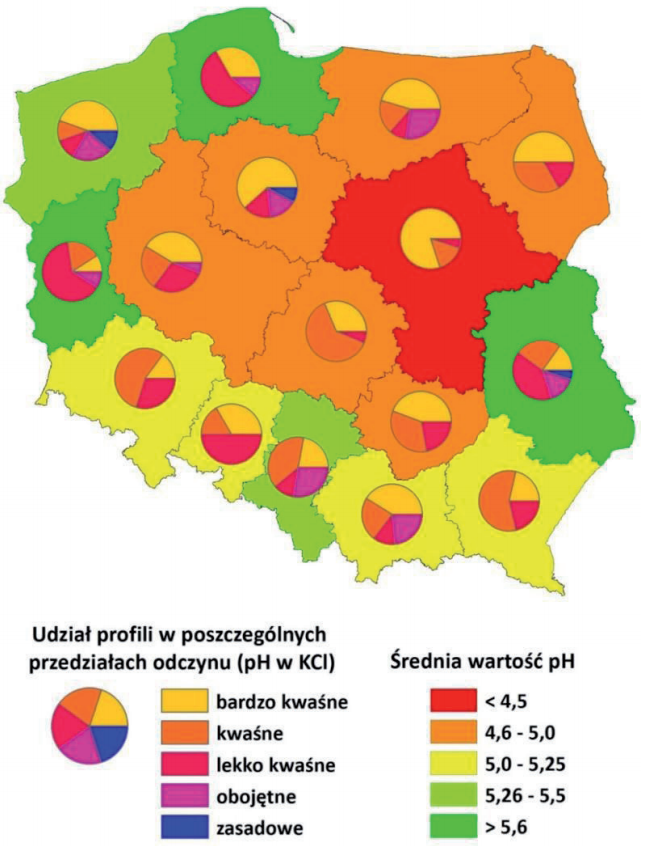 Udział profili w poszczególnych
przedziałach odczynu (pH w KCl)
bardzo kwaśne
kwaśne
lekko kwaśne
obojętne
zasadowe
Średnia wartość pH
< 4,5
4,6 - 5,0
5,0 - 5,25
5,26 - 5,5
> 5,6